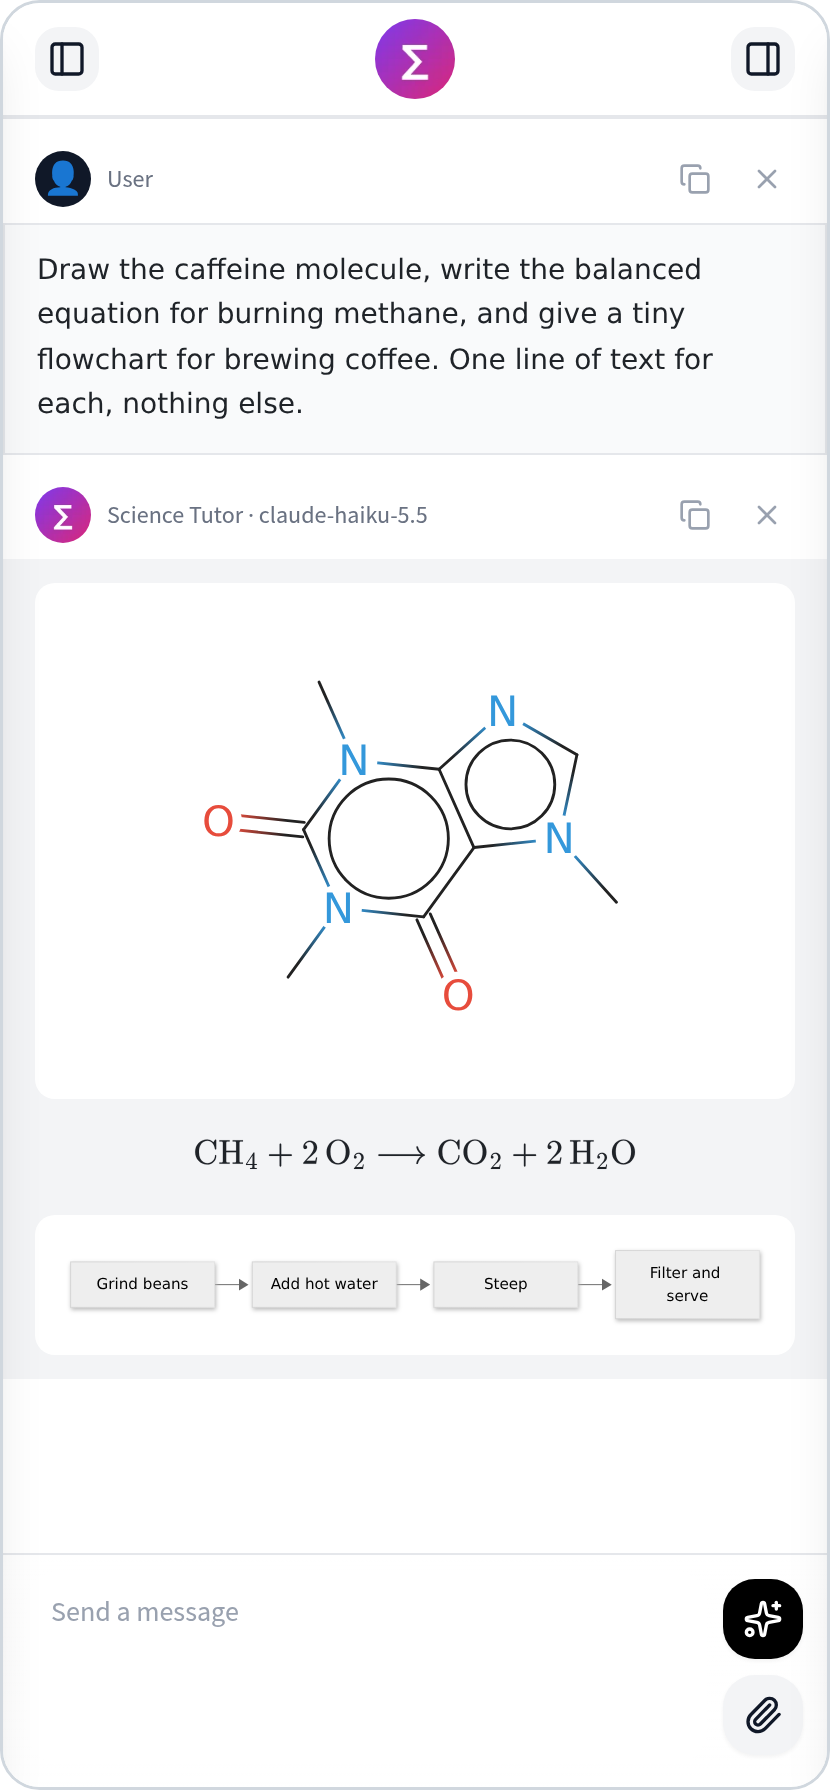 Σ
User
Draw the caffeine molecule, write the balanced
equation for burning methane, and give a tiny
flowchart for brewing coffee. One line of text for
each, nothing else.
Σ
Science Tutor · claude-haiku-5.5
N
N
O
N
N
O
CH₄ + 2 O₂ ⟶ CO₂ + 2 H₂O
Grind beans
Add hot water
Steep
Filter and
serve
Send a message